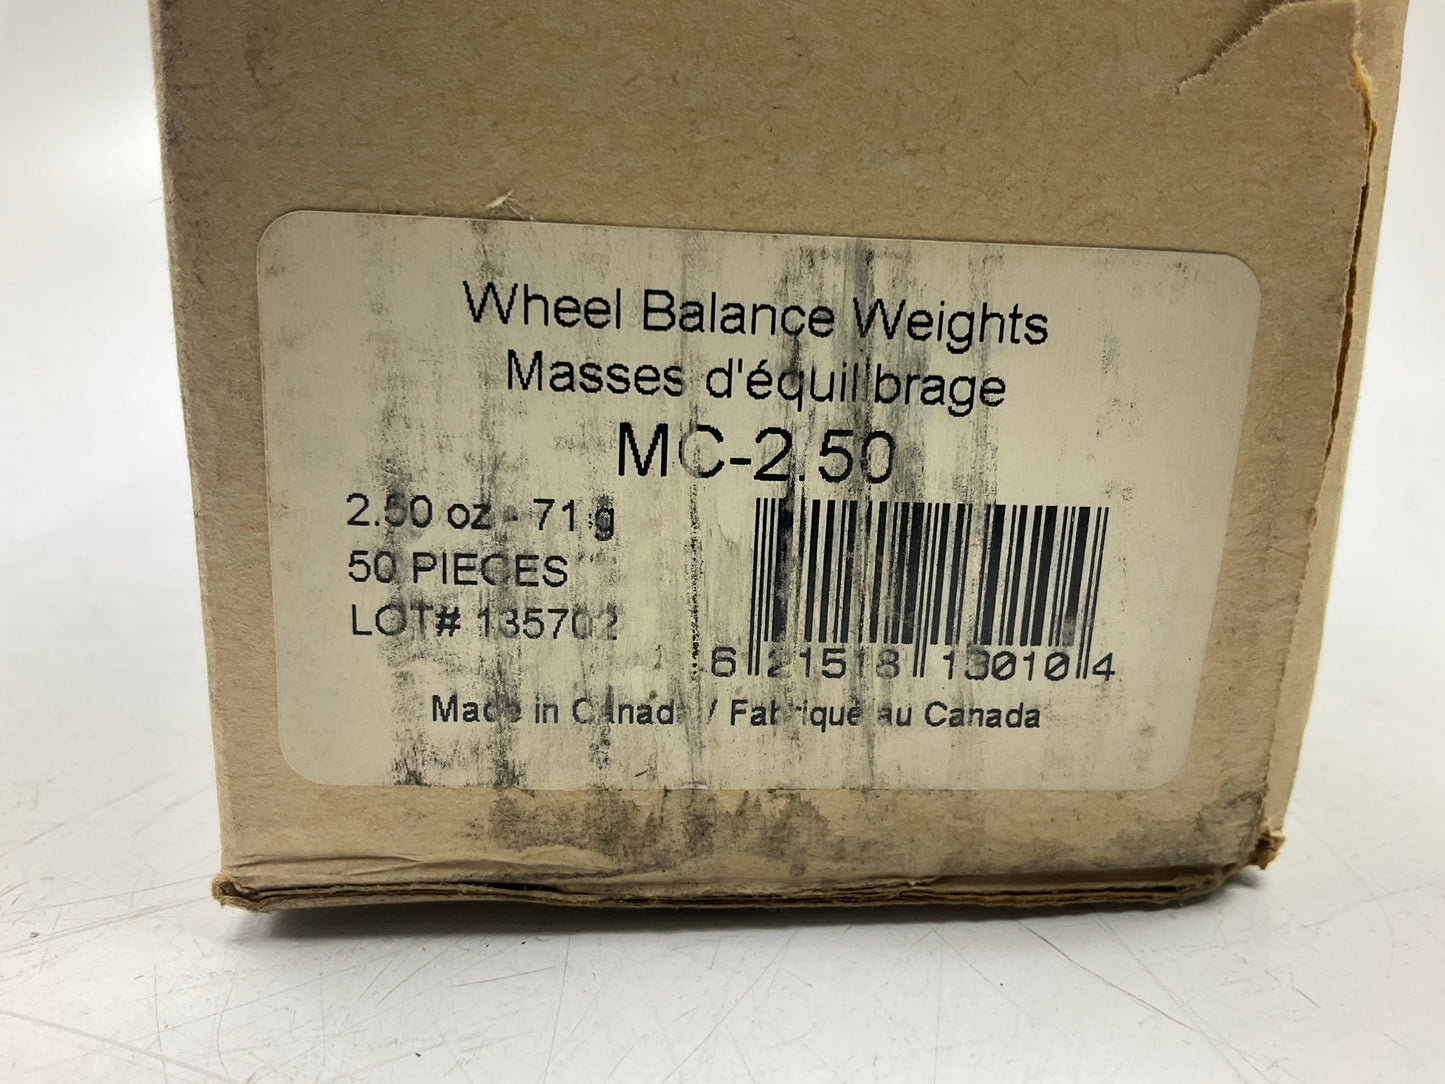 Wheel Balance Weights
Masses d'équilibrage
MC-2.50
2.50 oz - 71 g
50 PIECES
LOT# 135702
6 21518 13010 4
Made in Canada / Fabriqué au Canada